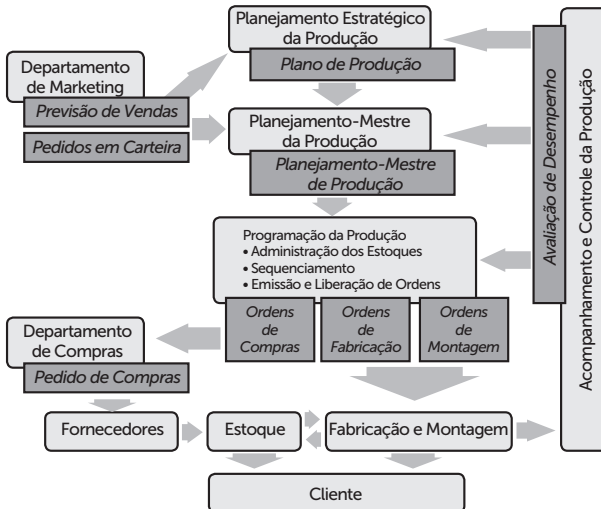 Planejamento Estratégico
da Produção
Plano de Produção
Departamento
de Marketing
Previsão de Vendas
Pedidos em Carteira
Planejamento-Mestre
da Produção
Planejamento-Mestre
de Produção
Programação da Produção
• Administração dos Estoques
• Sequenciamento
• Emissão e Liberação de Ordens
Ordens
de
Compras
Ordens
de
Fabricação
Ordens
de
Montagem
Departamento
de Compras
Pedido de Compras
Fornecedores
Estoque
Fabricação e Montagem
Cliente
Avaliação de Desempenho
Acompanhamento e Controle da Produção